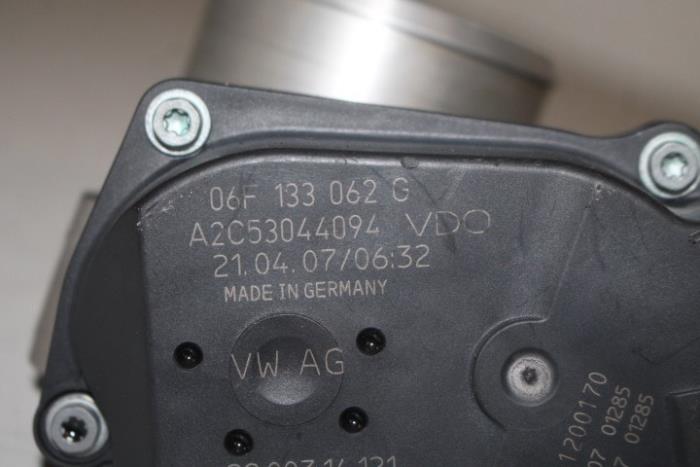 06F 133 062 G
A2C53044094 VDO
21.04.07/06:32
MADE IN GERMANY
VW AG
1200170
01285
01285